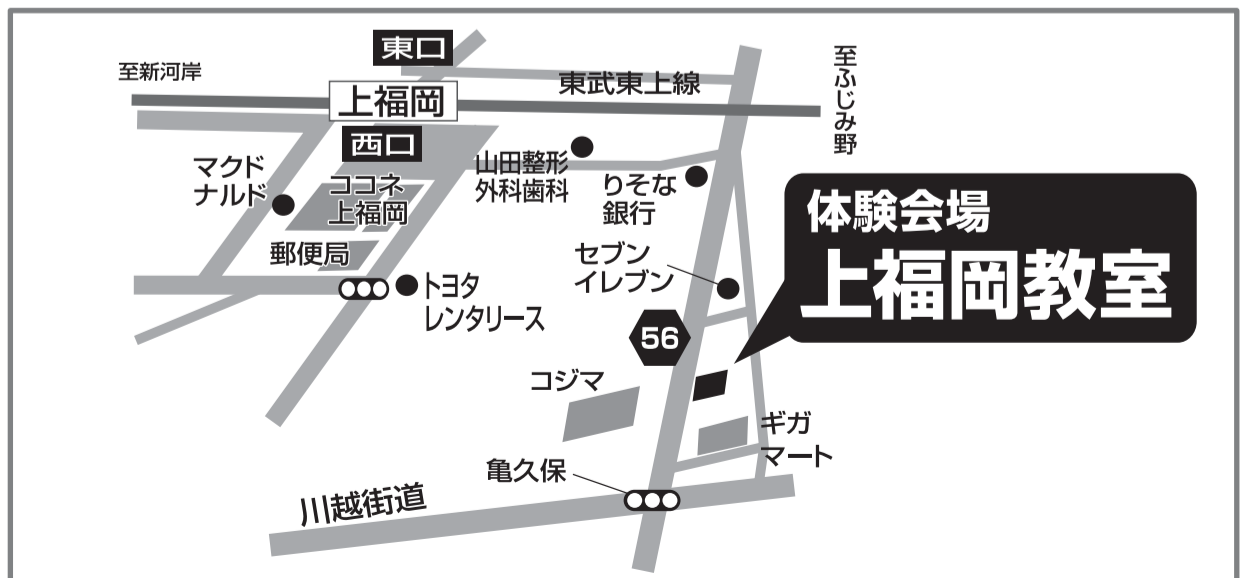 東口
至新河岸
上福岡
東武東上線
至ふじみ野
西口
マクド
ナルド
ココネ
上福岡
山田整形
外科歯科
りそな
銀行
体験会場
上福岡教室
郵便局
セブン
イレブン
トヨタ
レンタリース
56
コジマ
ギガ
マート
亀久保
川越街道